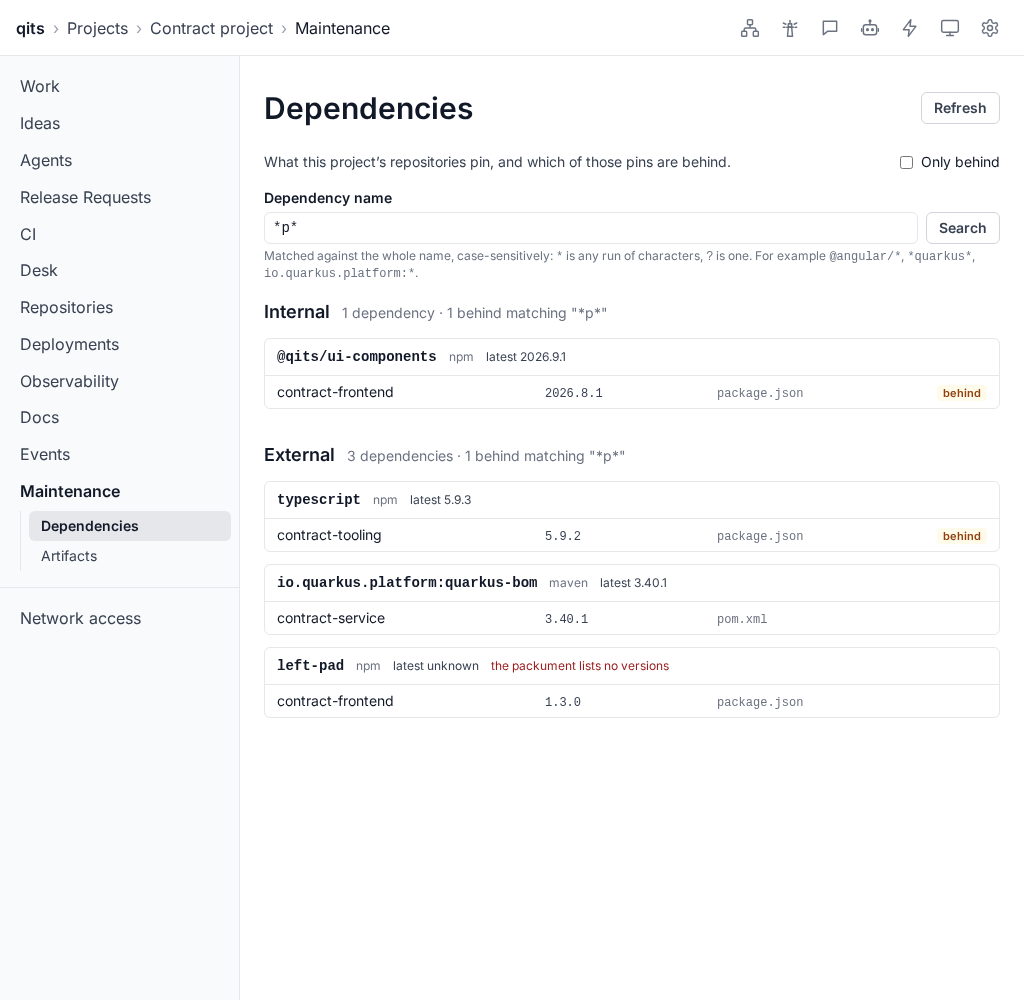 qits › Projects › Contract project › Maintenance
Work
Ideas
Agents
Release Requests
CI
Desk
Repositories
Deployments
Observability
Docs
Events
Maintenance
Dependencies
Artifacts
Network access
Dependencies
Refresh
What this project's repositories pin, and which of those pins are behind.
Only behind
Dependency name
*p*
Search
Matched against the whole name, case-sensitively: * is any run of characters, ? is one. For example @angular/*, *quarkus*,
io.quarkus.platform:*.
Internal 1 dependency · 1 behind matching "*p*"
@qits/ui-components npm latest 2026.9.1
contract-frontend 2026.8.1 package.json behind
External 3 dependencies · 1 behind matching "*p*"
typescript npm latest 5.9.3
contract-tooling 5.9.2 package.json behind
io.quarkus.platform:quarkus-bom maven latest 3.40.1
contract-service 3.40.1 pom.xml
left-pad npm latest unknown the packument lists no versions
contract-frontend 1.3.0 package.json